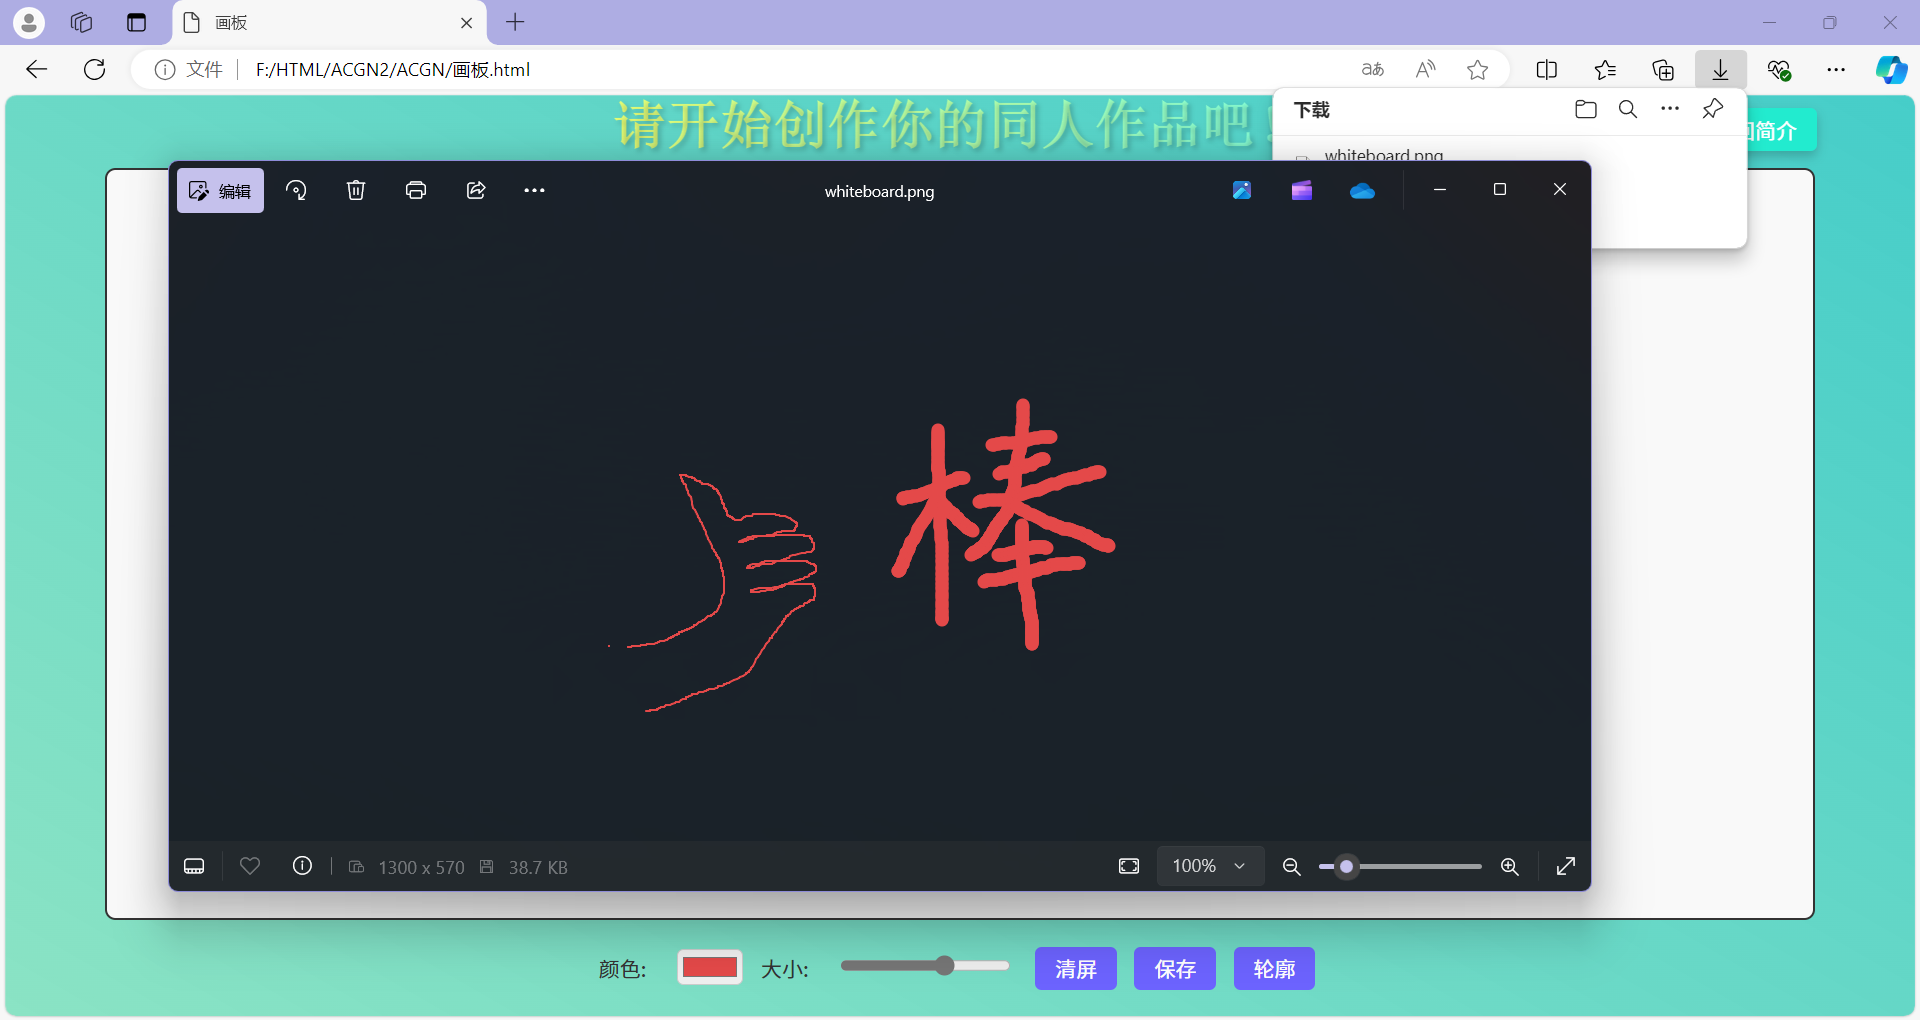 画板
文件
F:/HTML/ACGN2/ACGN/画板.html
请开始创作你的同人作品吧
下载
whiteboard.png
简介
编辑
whiteboard.png
棒
1300 x 570
38.7 KB
100%
颜色:
大小:
清屏
保存
轮廓